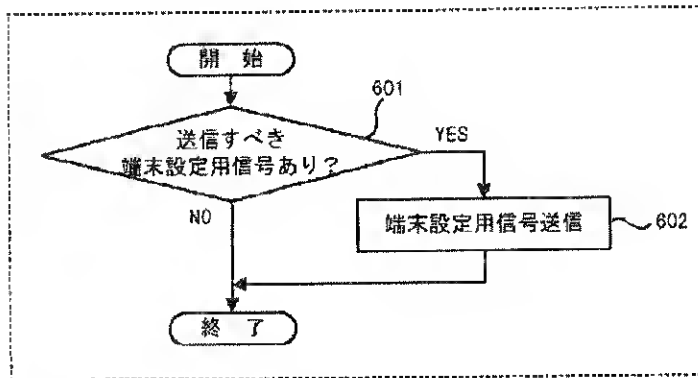 開 始
601
送信すべき
端末設定用信号あり?
YES
NO
端末設定用信号送信
602
終 了